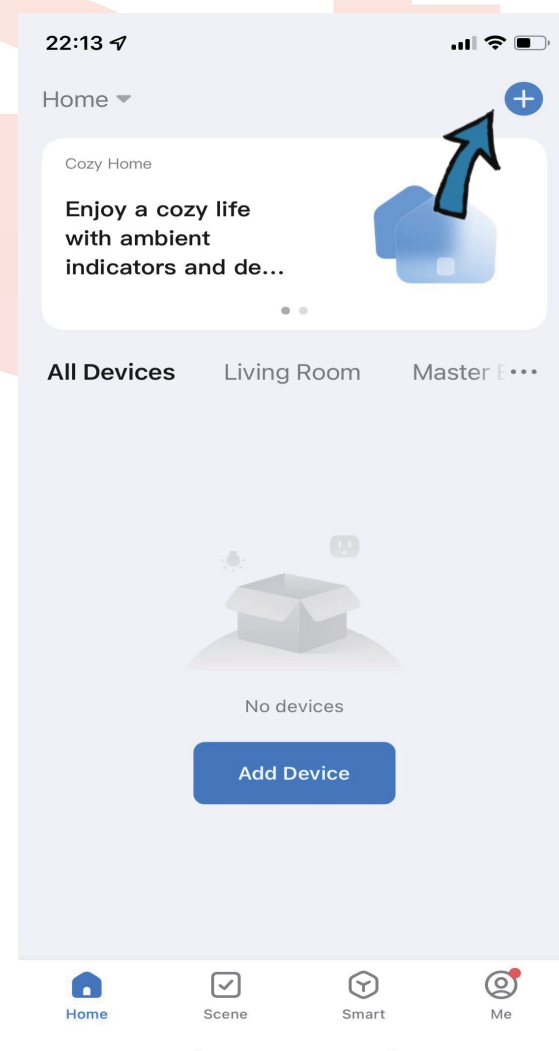 22:13
Home
Cozy Home
Enjoy a cozy life
with ambient
indicators and de...
All Devices Living Room Master
No devices
Add Device
Home Scene Smart Me